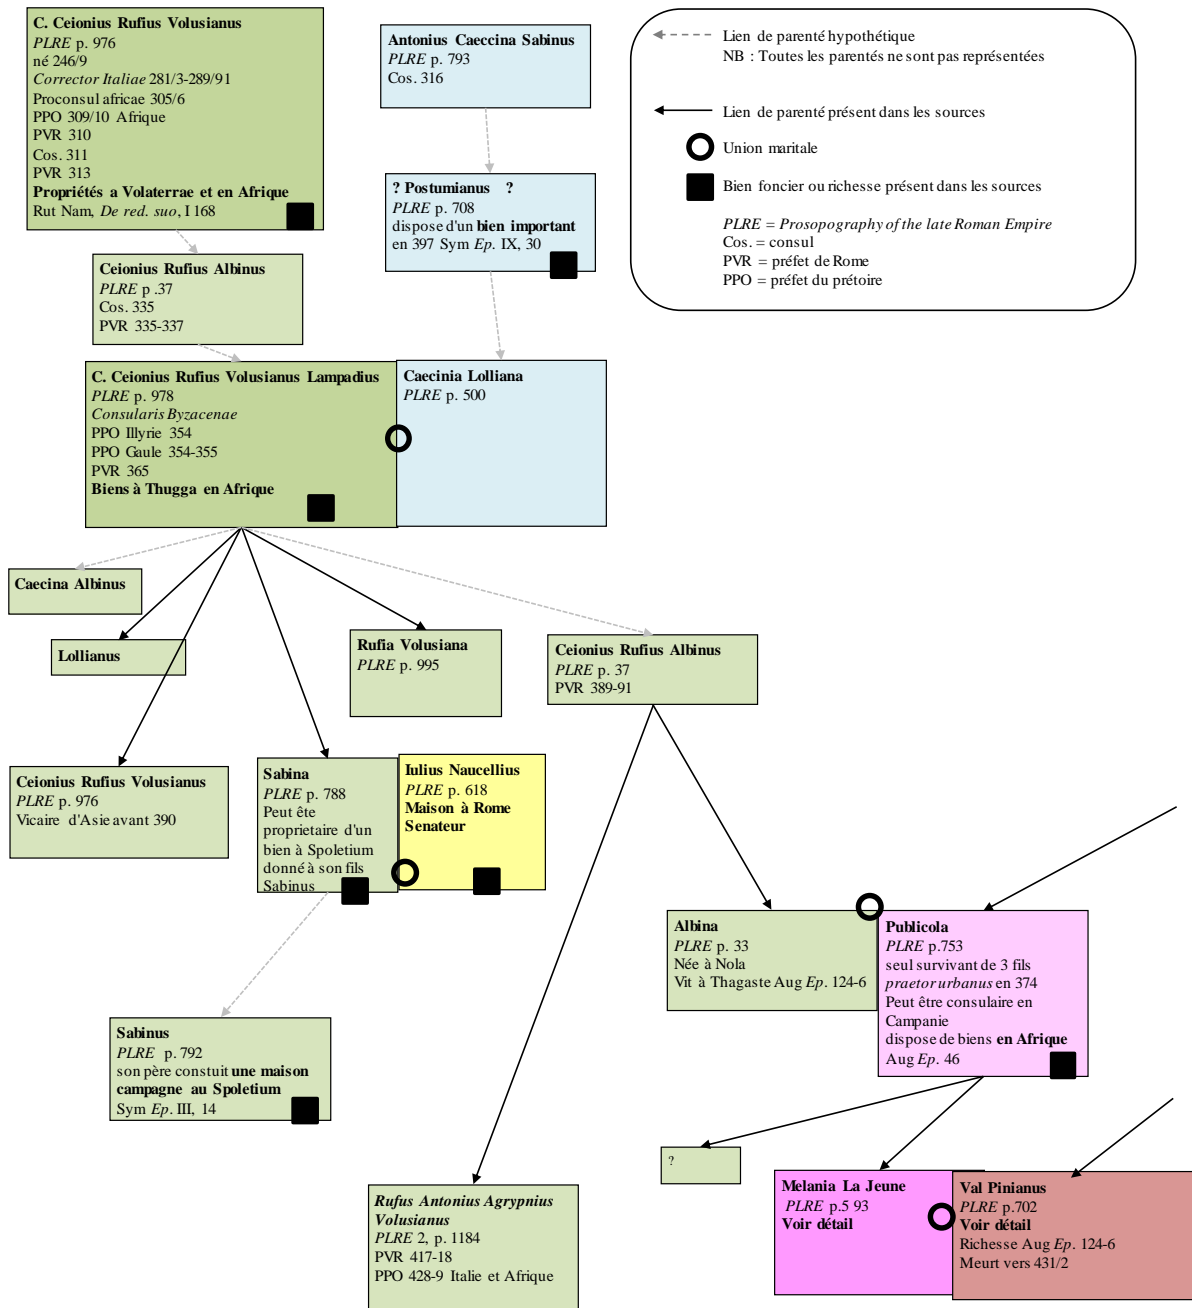 C. Ceionius Rufius Volusianus
PLRE p. 976
né 246/9
Corrector Italiae 281/3-289/91
Proconsul africae 305/6
PPO 309/10 Afrique
PVR 310
Cos. 311
PVR 313
Propriétés a Volaterrae et en Afrique
Rut Nam, De red. suo, I 168
Antonius Caeccina Sabinus
PLRE p. 793
Cos. 316
Lien de parenté hypothétique
NB : Toutes les parentés ne sont pas représentées
Lien de parenté présent dans les sources
Union maritale
Bien foncier ou richesse présent dans les sources
PLRE = Prosopography of the late Roman Empire
Cos. = consul
PVR = préfet de Rome
PPO = préfet du prétoire
? Postumianus ?
PLRE p. 708
dispose d'un bien important
en 397 Sym Ep. IX, 30
Ceionius Rufius Albinus
PLRE p .37
Cos. 335
PVR 335-337
C. Ceionius Rufius Volusianus Lampadius
PLRE p. 978
Consularis Byzacenae
PPO Illyrie 354
PPO Gaule 354-355
PVR 365
Biens à Thugga en Afrique
Caecinia Lolliana
PLRE p. 500
Caecina Albinus
Lollianus
Rufia Volusiana
PLRE p. 995
Ceionius Rufius Albinus
PLRE p. 37
PVR 389-91
Ceionius Rufius Volusianus
PLRE p. 976
Vicaire d'Asie avant 390
Sabina
PLRE p. 788
Peut ête
proprietaire d'un
bien à Spoletium
donné à son fils
Sabinus
Iulius Naucellius
PLRE p. 618
Maison à Rome
Senateur
Albina
PLRE p. 33
Née à Nola
Vit à Thagaste Aug Ep. 124-6
Publicola
PLRE p.753
seul survivant de 3 fils
praetor urbanus en 374
Peut être consulaire en
Campanie
dispose de biens en Afrique
Aug Ep. 46
Sabinus
PLRE p. 792
son père constuit une maison
campagne au Spoletium
Sym Ep. III, 14
?
Rufus Antonius Agrypnius
Volusianus
PLRE 2, p. 1184
PVR 417-18
PPO 428-9 Italie et Afrique
Melania La Jeune
PLRE p.5 93
Voir détail
Val Pinianus
PLRE p.702
Voir détail
Richesse Aug Ep. 124-6
Meurt vers 431/2